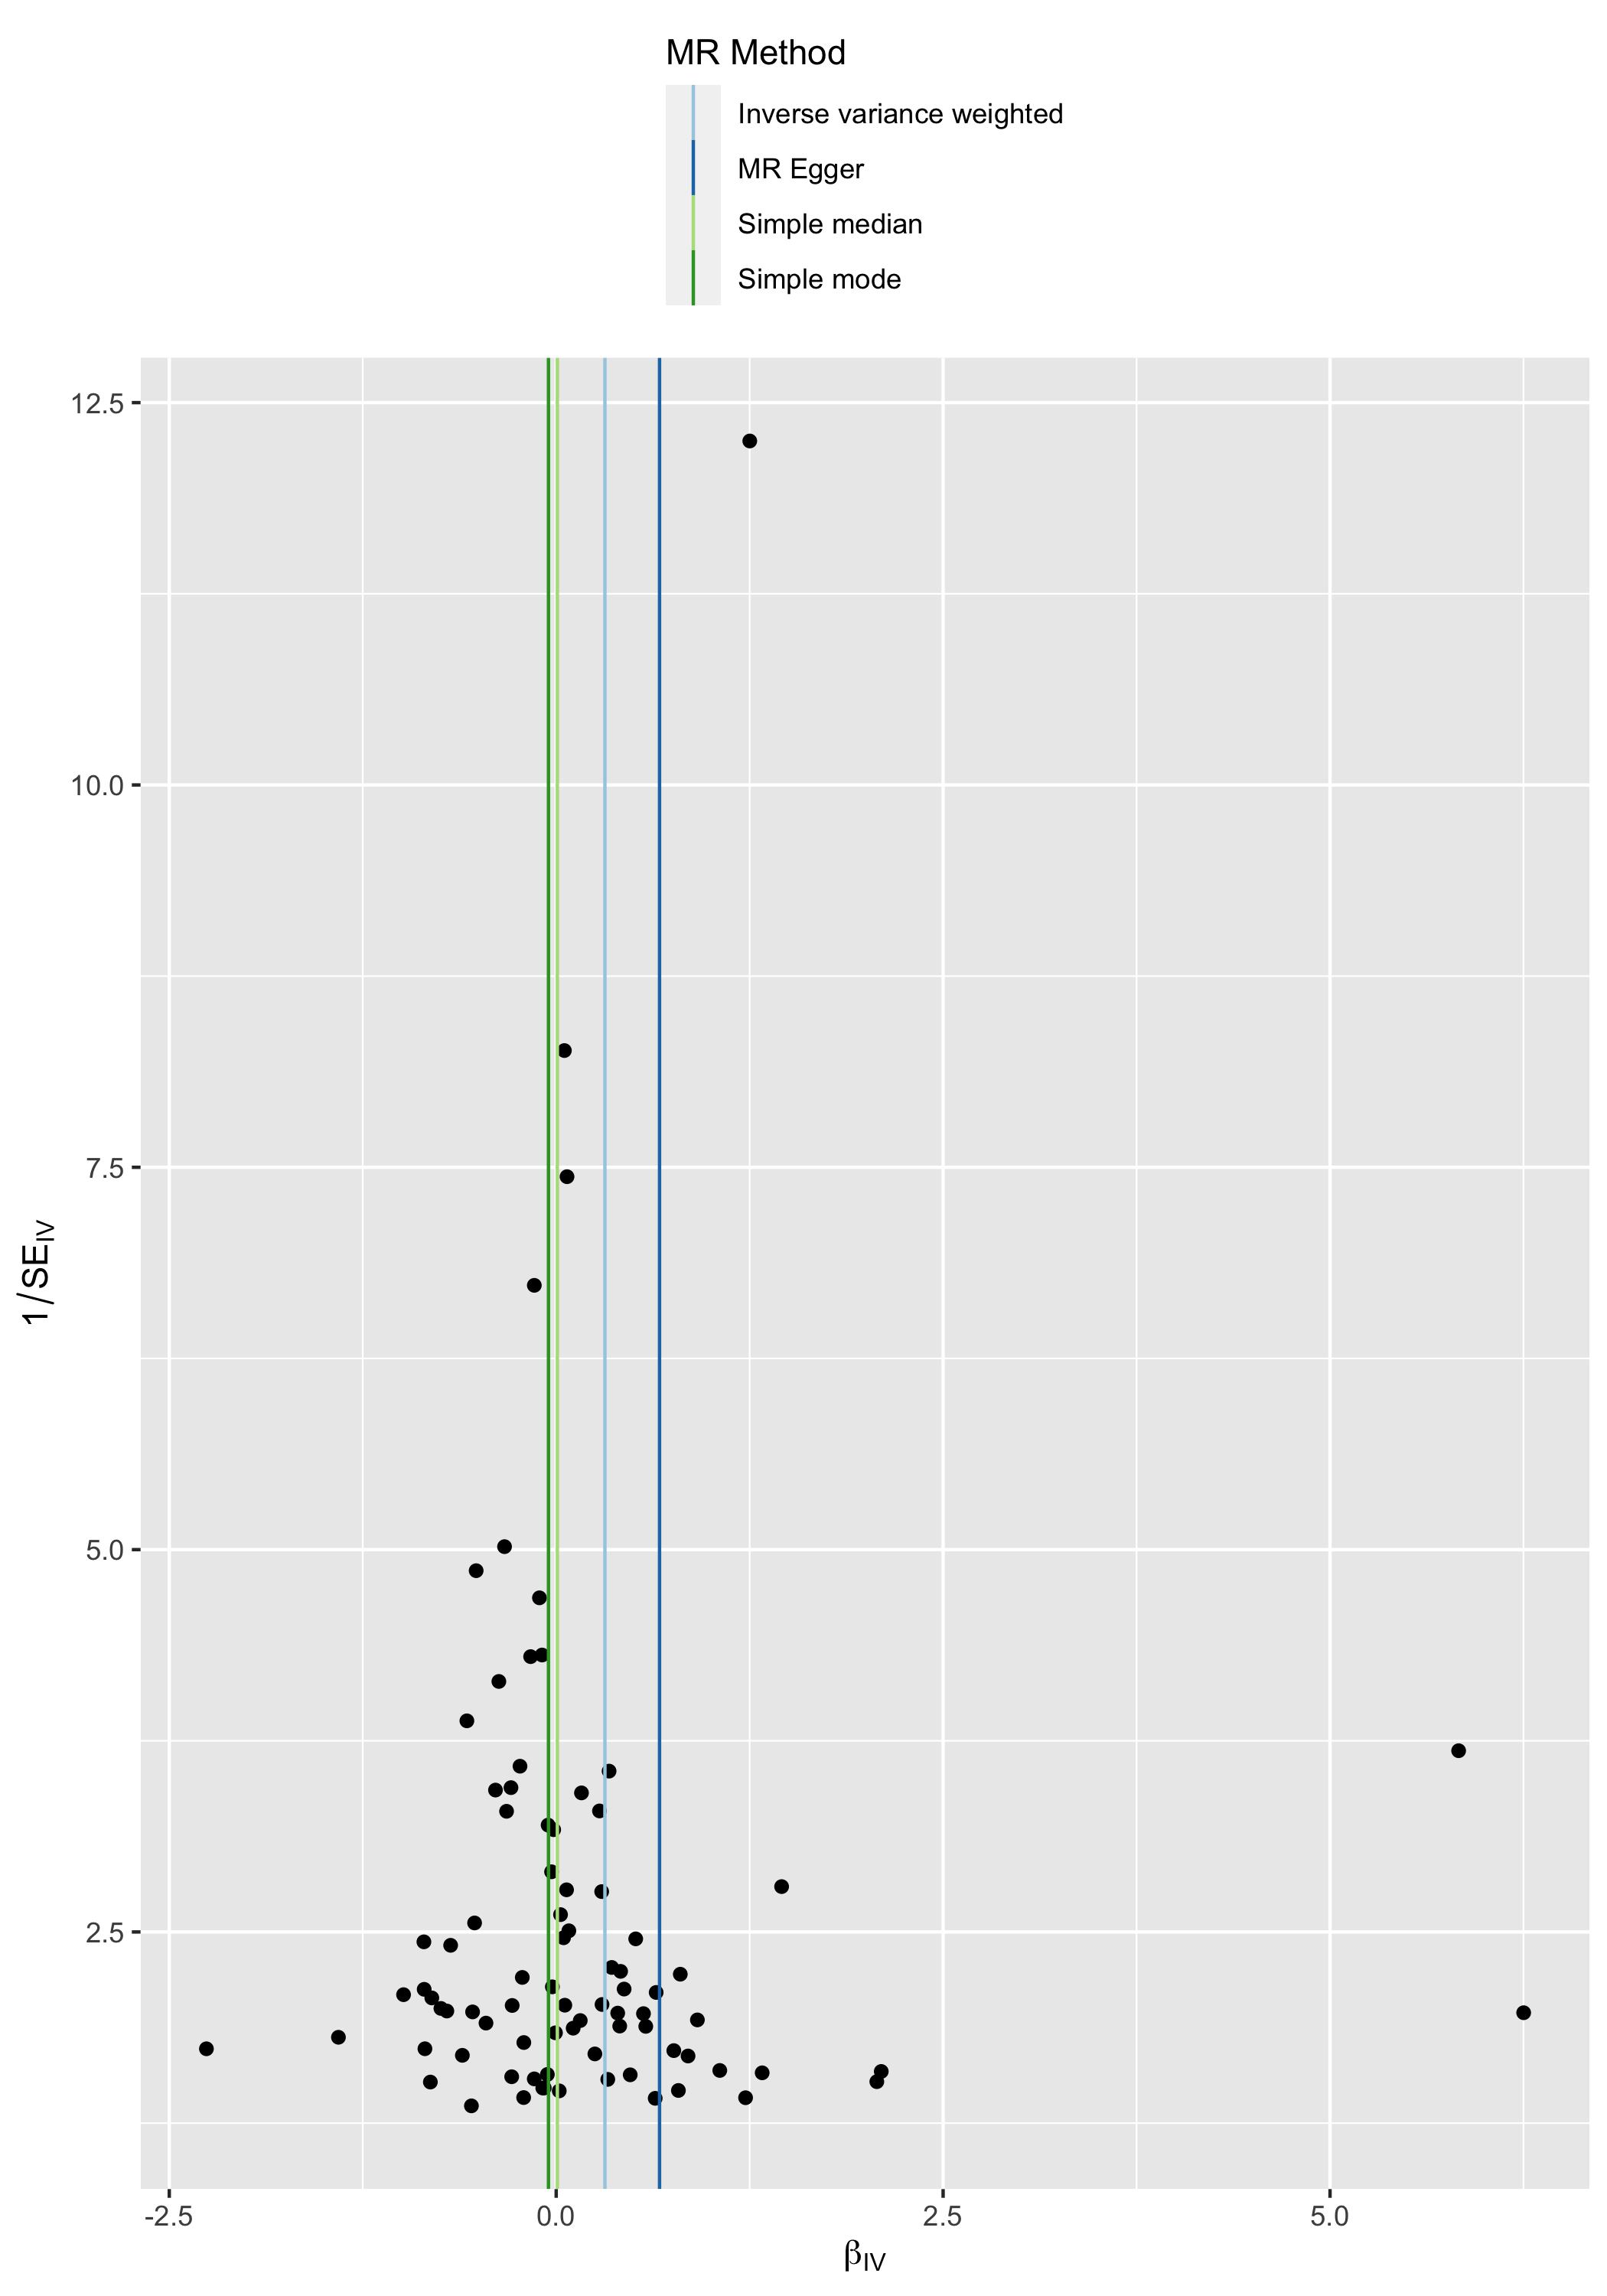 MR Method
Inverse variance weighted
MR Egger
Simple median
Simple mode
12.5
10.0
7.5
5.0
2.5
1/SE_IV
-2.5
0.0
2.5
5.0
β_IV